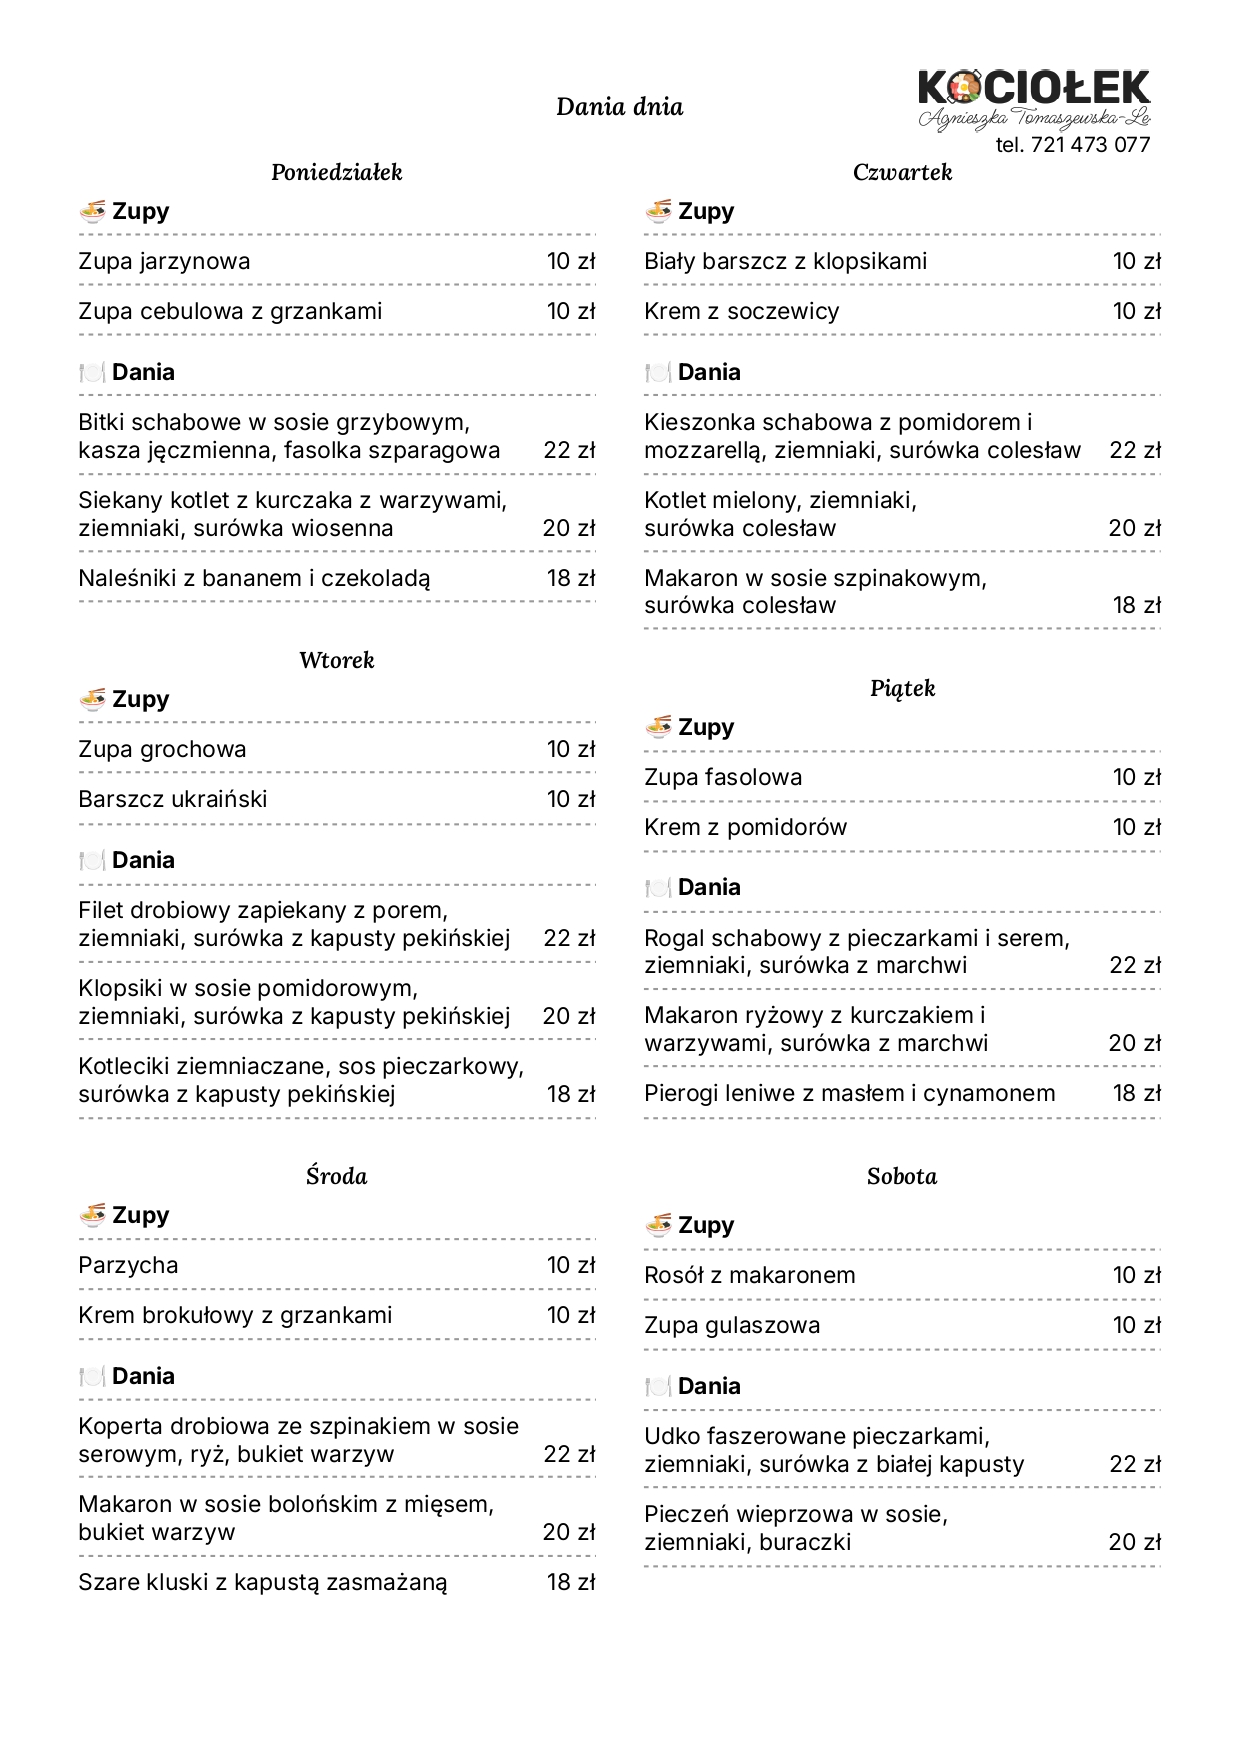 KOCIOŁEK
Agnieszka Tomaszewska-Le
tel. 721 473 077
Dania dnia
Poniedziałek
Zupy
Zupa jarzynowa 10 zł
Zupa cebulowa z grzankami 10 zł
Dania
Bitki schabowe w sosie grzybowym,
kasza jęczmienna, fasolka szparagowa 22 zł
Siekany kotlet z kurczaka z warzywami,
ziemniaki, surówka wiosenna 20 zł
Naleśniki z bananem i czekoladą 18 zł
Wtorek
Zupy
Zupa grochowa 10 zł
Barszcz ukraiński 10 zł
Dania
Filet drobiowy zapiekany z porem,
ziemniaki, surówka z kapusty pekińskiej 22 zł
Klopsiki w sosie pomidorowym,
ziemniaki, surówka z kapusty pekińskiej 20 zł
Kotleciki ziemniaczane, sos pieczarkowy,
surówka z kapusty pekińskiej 18 zł
Środa
Zupy
Parzycha 10 zł
Krem brokułowy z grzankami 10 zł
Dania
Koperta drobiowa ze szpinakiem w sosie
serowym, ryż, bukiet warzyw 22 zł
Makaron w sosie bolońskim z mięsem,
bukiet warzyw 20 zł
Szare kluski z kapustą zasmażaną 18 zł
Czwartek
Zupy
Biały barszcz z klopsikami 10 zł
Krem z soczewicy 10 zł
Dania
Kieszonka schabowa z pomidorem i
mozzarellą, ziemniaki, surówka colesław 22 zł
Kotlet mielony, ziemniaki,
surówka colesław 20 zł
Makaron w sosie szpinakowym,
surówka colesław 18 zł
Piątek
Zupy
Zupa fasolowa 10 zł
Krem z pomidorów 10 zł
Dania
Rogal schabowy z pieczarkami i serem,
ziemniaki, surówka z marchwi 22 zł
Makaron ryżowy z kurczakiem i
warzywami, surówka z marchwi 20 zł
Pierogi leniwe z masłem i cynamonem 18 zł
Sobota
Zupy
Rosół z makaronem 10 zł
Zupa gulaszowa 10 zł
Dania
Udko faszerowane pieczarkami,
ziemniaki, surówka z białej kapusty 22 zł
Pieczeń wieprzowa w sosie,
ziemniaki, buraczki 20 zł